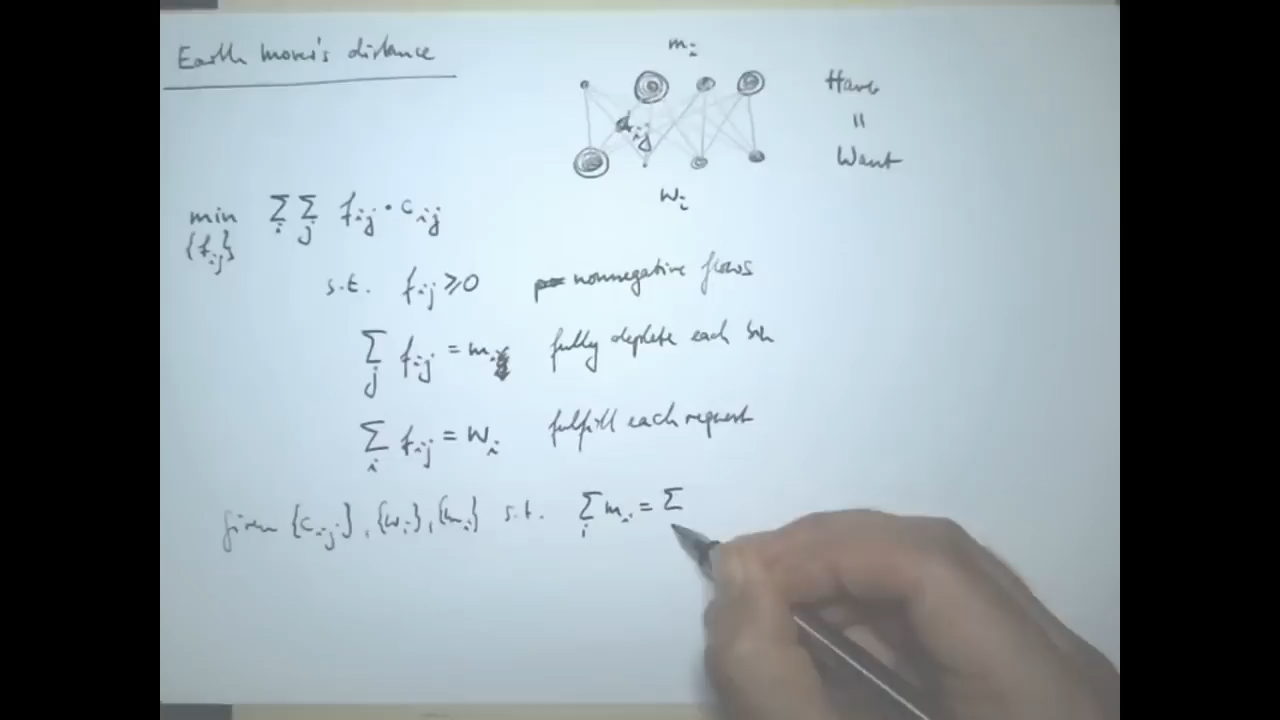 Earth mover's distance
m_i
Have
d_ij
=
Want
w_i
min_{f_ij} Σ_i Σ_j f_ij · c_ij
s.t. f_ij ⩾ 0 nonnegative flows
Σ_j f_ij = m_i fully deplete each
Σ_i f_ij = w_i fulfill each request
given {c_ij}, {w_i}, {m_i} s.t. Σ_i m_i = Σ